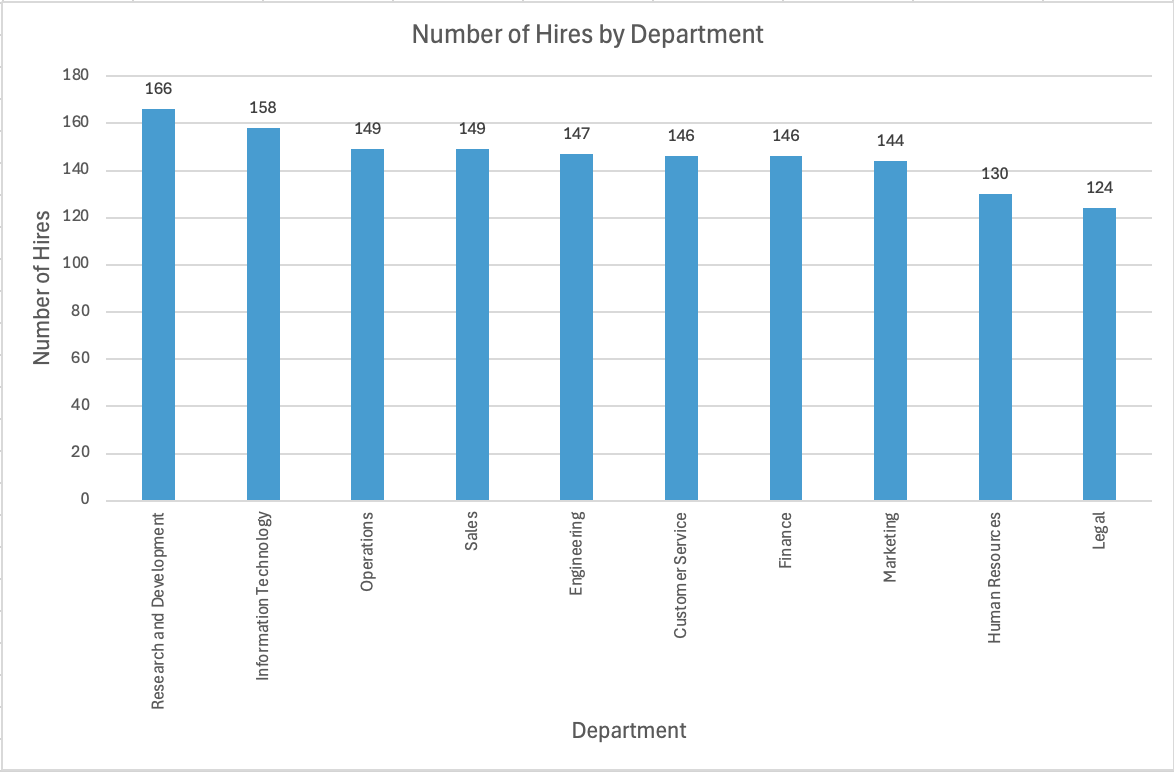 Number of Hires by Department
180
160
140
120
100
80
60
40
20
0
Number of Hires
166
158
149
149
147
146
146
144
130
124
Research and Development
Information Technology
Operations
Sales
Engineering
Customer Service
Finance
Marketing
Human Resources
Legal
Department